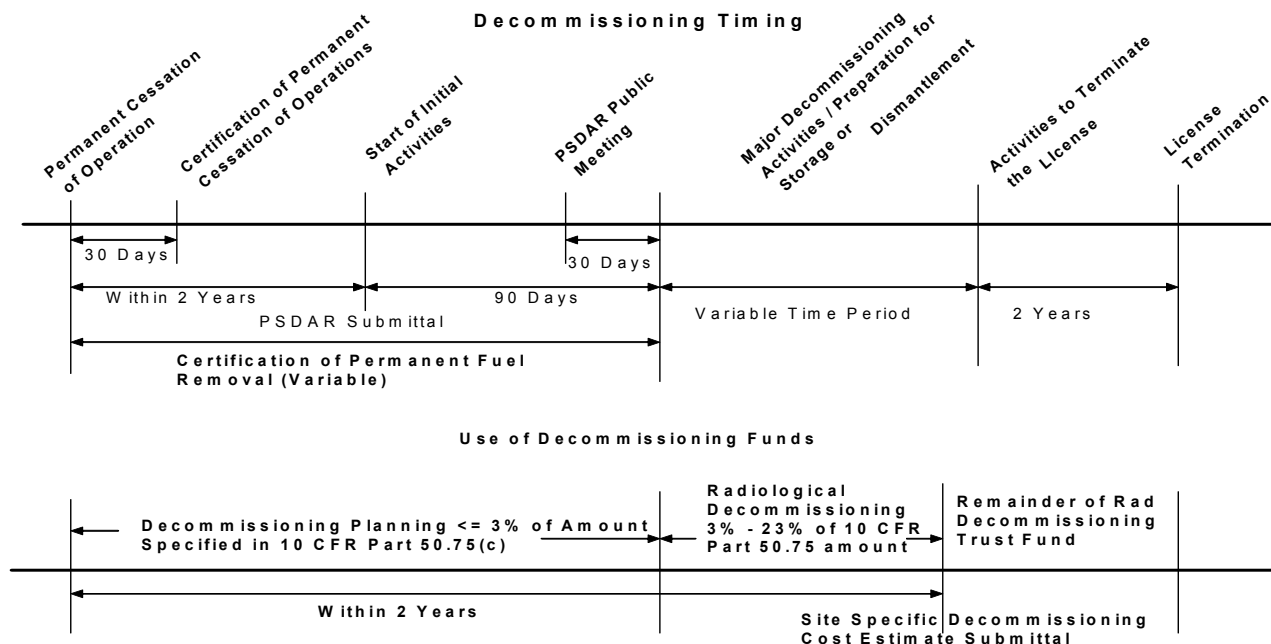 Decommissioning Timing
Permanent Cessation
of Operation
Certification of Permanent
Cessation of Operations
Start of Initial
Activities
PSDAR Public
Meeting
Major Decommissioning
Activities / Preparation for
Storage or Dismantlement
Activities to Terminate
the License
License
Termination
30 Days
30 Days
Within 2 Years
90 Days
Variable Time Period
2 Years
PSDAR Submittal
Certification of Permanent Fuel
Removal (Variable)
Use of Decommissioning Funds
Decommissioning Planning <= 3% of Amount
Specified in 10 CFR Part 50.75(c)
Radiological
Decommissioning
3% - 23% of 10 CFR
Part 50.75 amount
Remainder of Rad
Decommissioning
Trust Fund
Within 2 Years
Site Specific Decommissioning
Cost Estimate Submittal